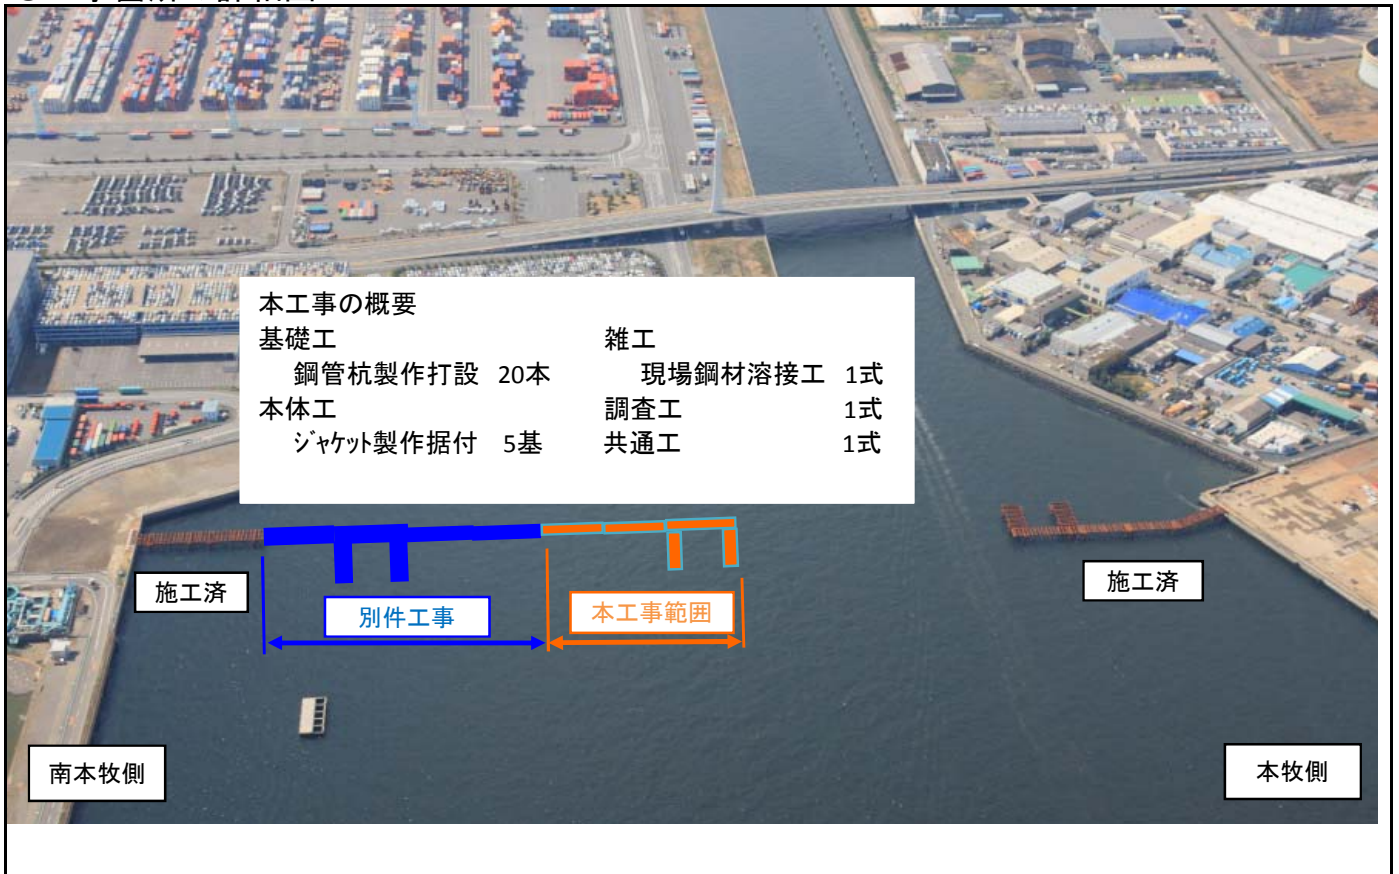 本工事の概要
基礎工
鋼管杭製作打設 20本
本体工
ジャケット製作据付 5基
雑工
現場鋼材溶接工 1式
調査工 1式
共通工 1式
施工済
別件工事
本工事範囲
施工済
南本牧側
本牧側